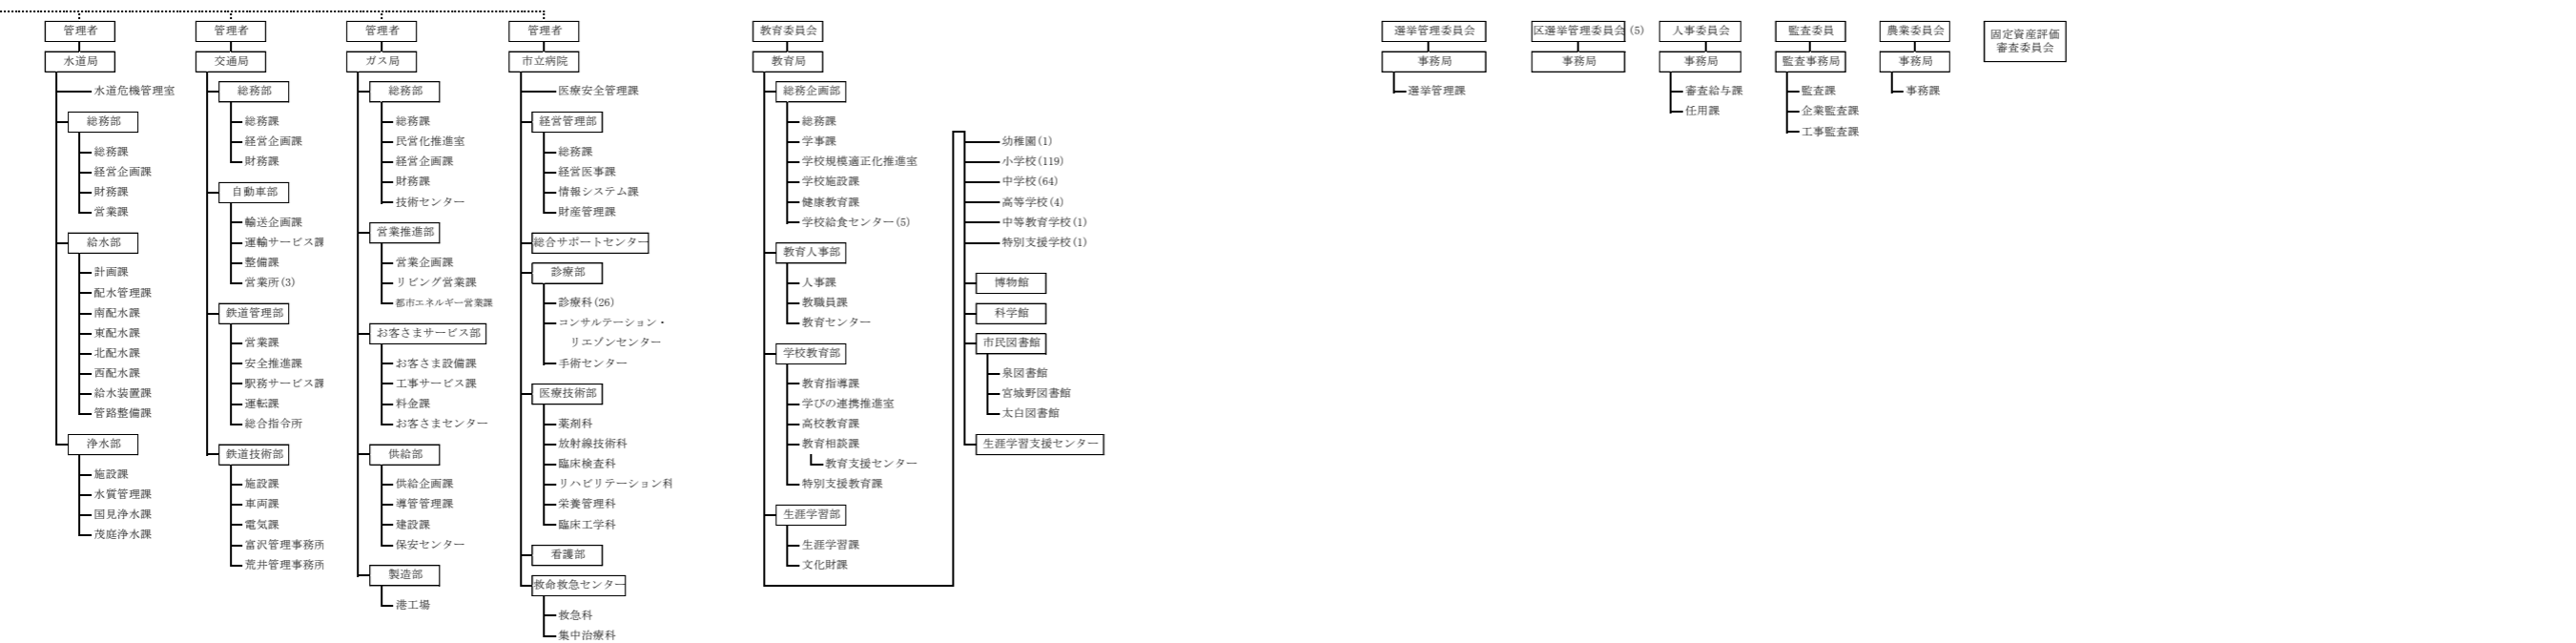 管理者
水道局
水道危機管理室
総務部
総務課
経営企画課
財務課
営業課
給水部
計画課
配水管理課
南配水課
東配水課
北配水課
西配水課
給水装置課
管路整備課
浄水部
施設課
水質管理課
国見浄水課
茂庭浄水課
管理者
交通局
総務部
総務課
経営企画課
財務課
自動車部
輸送企画課
運輸サービス課
整備課
営業所(3)
鉄道管理部
営業課
安全推進課
駅務サービス課
運転課
総合指令所
鉄道技術部
施設課
車両課
電気課
富沢管理事務所
荒井管理事務所
管理者
ガス局
総務部
総務課
民営化推進室
経営企画課
財務課
技術センター
営業推進部
営業企画課
リビング営業課
都市エネルギー営業課
お客さまサービス部
お客さま設備課
工事サービス課
料金課
お客さまセンター
供給部
供給企画課
導管管理課
建設課
保安センター
製造部
港工場
管理者
市立病院
医療安全管理課
経営管理部
総務課
経営医事課
情報システム課
財産管理課
総合サポートセンター
診療部
診療科(26)
コンサルテーション・
リエゾンセンター
手術センター
医療技術部
薬剤科
放射線技術科
臨床検査科
リハビリテーション科
栄養管理科
臨床工学科
看護部
救命救急センター
救急科
集中治療科
教育委員会
教育局
総務企画部
総務課
学事課
学校規模適正化推進室
学校施設課
健康教育課
学校給食センター(5)
教育人事部
人事課
教職員課
教育センター
学校教育部
教育指導課
学びの連携推進室
高校教育課
教育相談課
教育支援センター
特別支援教育課
生涯学習部
生涯学習課
文化財課
幼稚園(1)
小学校(119)
中学校(64)
高等学校(4)
中等教育学校(1)
特別支援学校(1)
博物館
科学館
市民図書館
泉図書館
宮城野図書館
太白図書館
生涯学習支援センター
選挙管理委員会
事務局
選挙管理課
区選挙管理委員会(5)
事務局
人事委員会
事務局
審査給与課
任用課
監査委員
監査事務局
監査課
企業監査課
工事監査課
農業委員会
事務局
事務課
固定資産評価
審査委員会